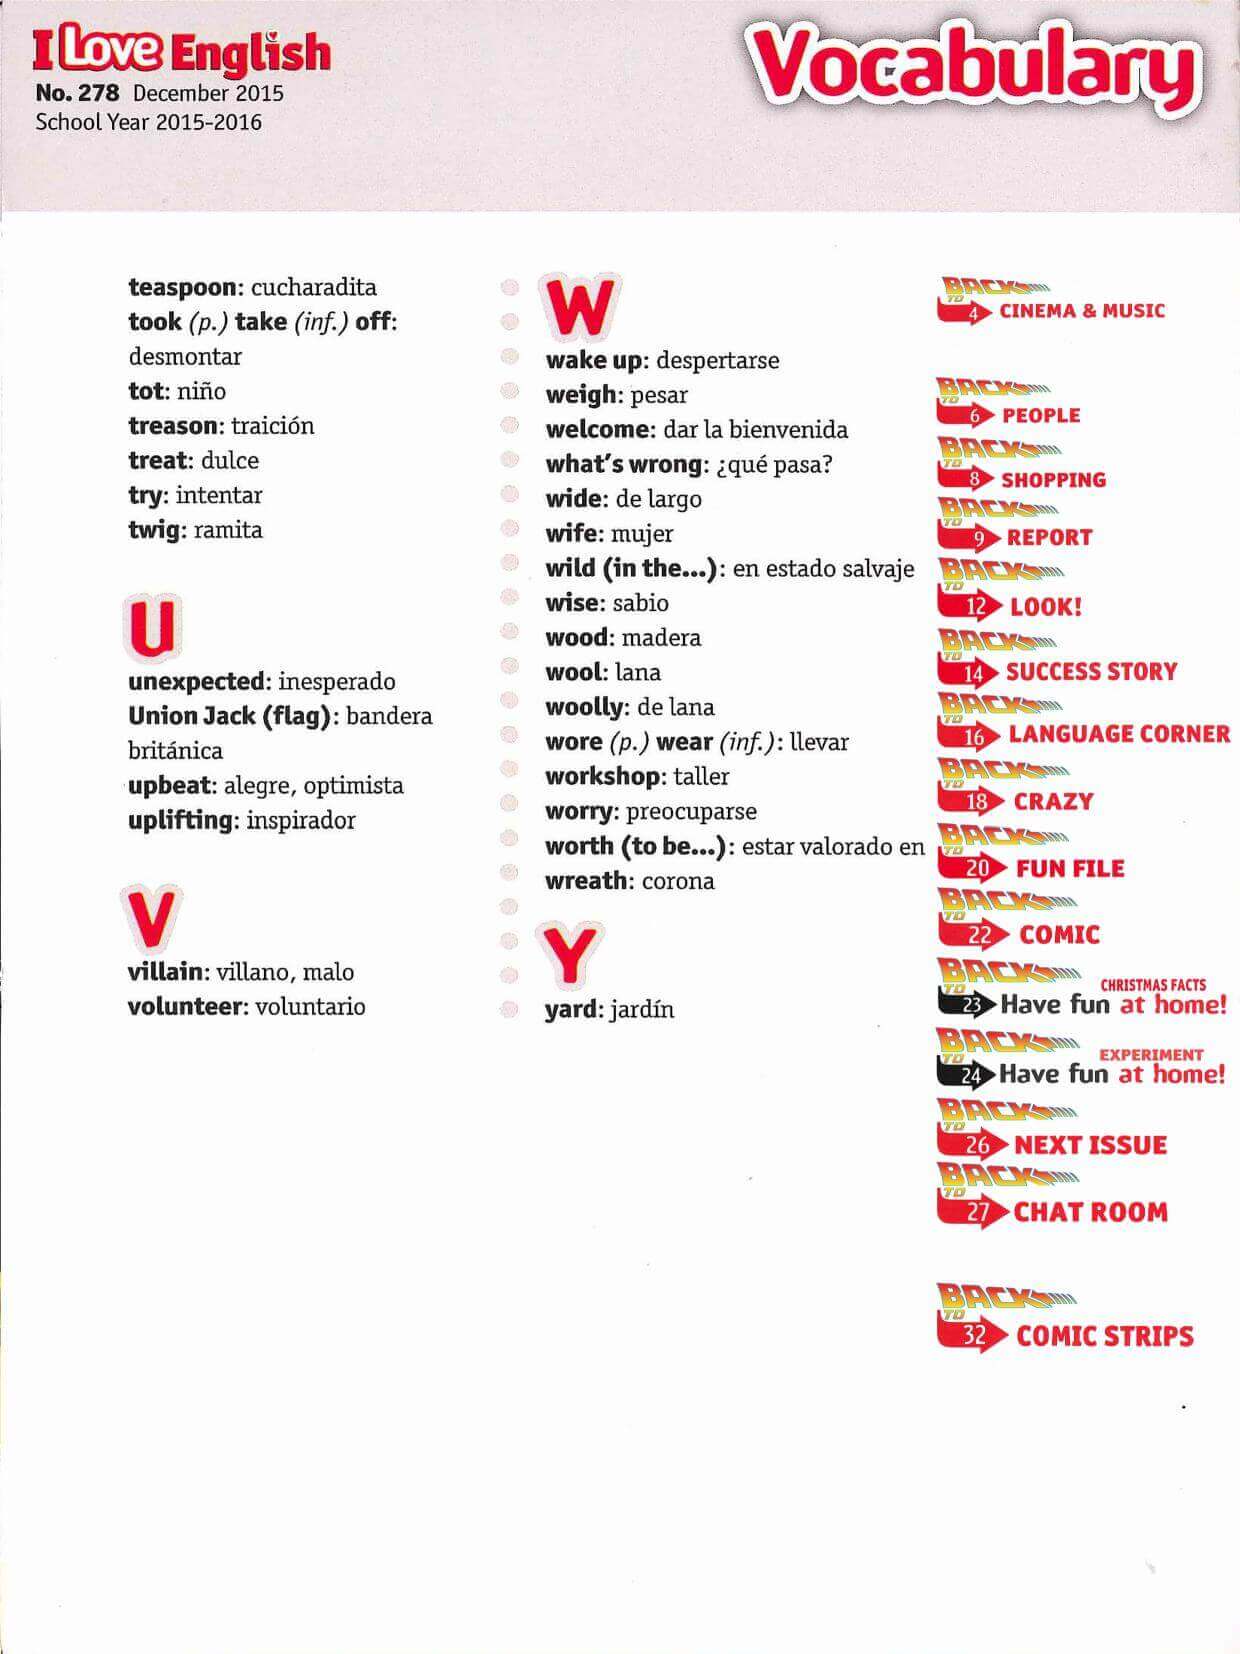 I Love English
No. 278 December 2015
School Year 2015-2016
Vocabulary
teaspoon: cucharadita
took (p.) take (inf.) off:
desmontar
tot: niño
treason: traición
treat: dulce
try: intentar
twig: ramita
U
unexpected: inesperado
Union Jack (flag): bandera
británica
upbeat: alegre, optimista
uplifting: inspirador
V
villain: villano, malo
volunteer: voluntario
W
wake up: despertarse
weigh: pesar
welcome: dar la bienvenida
what's wrong: ¿qué pasa?
wide: de largo
wife: mujer
wild (in the...): en estado salvaje
wise: sabio
wood: madera
wool: lana
woolly: de lana
wore (p.) wear (inf.): llevar
workshop: taller
worry: preocuparse
worth (to be...): estar valorado en
wreath: corona
Y
yard: jardín
BACK
TO
4 CINEMA & MUSIC
BACK
TO
6 PEOPLE
BACK
TO
8 SHOPPING
BACK
TO
9 REPORT
BACK
TO
12 LOOK!
BACK
TO
14 SUCCESS STORY
BACK
TO
16 LANGUAGE CORNER
BACK
TO
18 CRAZY
BACK
TO
20 FUN FILE
BACK
TO
22 COMIC
BACK
TO CHRISTMAS FACTS
23 Have fun at home!
BACK
TO EXPERIMENT
24 Have fun at home!
BACK
TO
26 NEXT ISSUE
BACK
TO
27 CHAT ROOM
BACK
TO
32 COMIC STRIPS